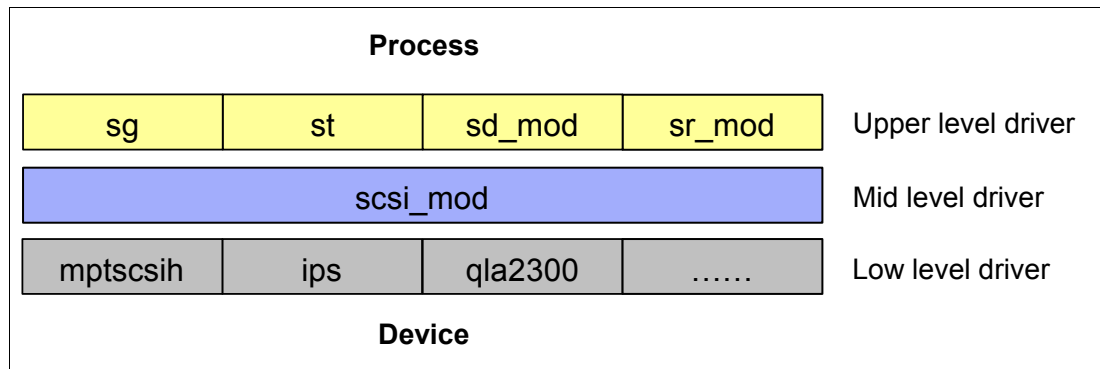 Process
sg st sd_mod sr_mod Upper level driver
scsi_mod Mid level driver
mptscsih ips qla2300 ...... Low level driver
Device